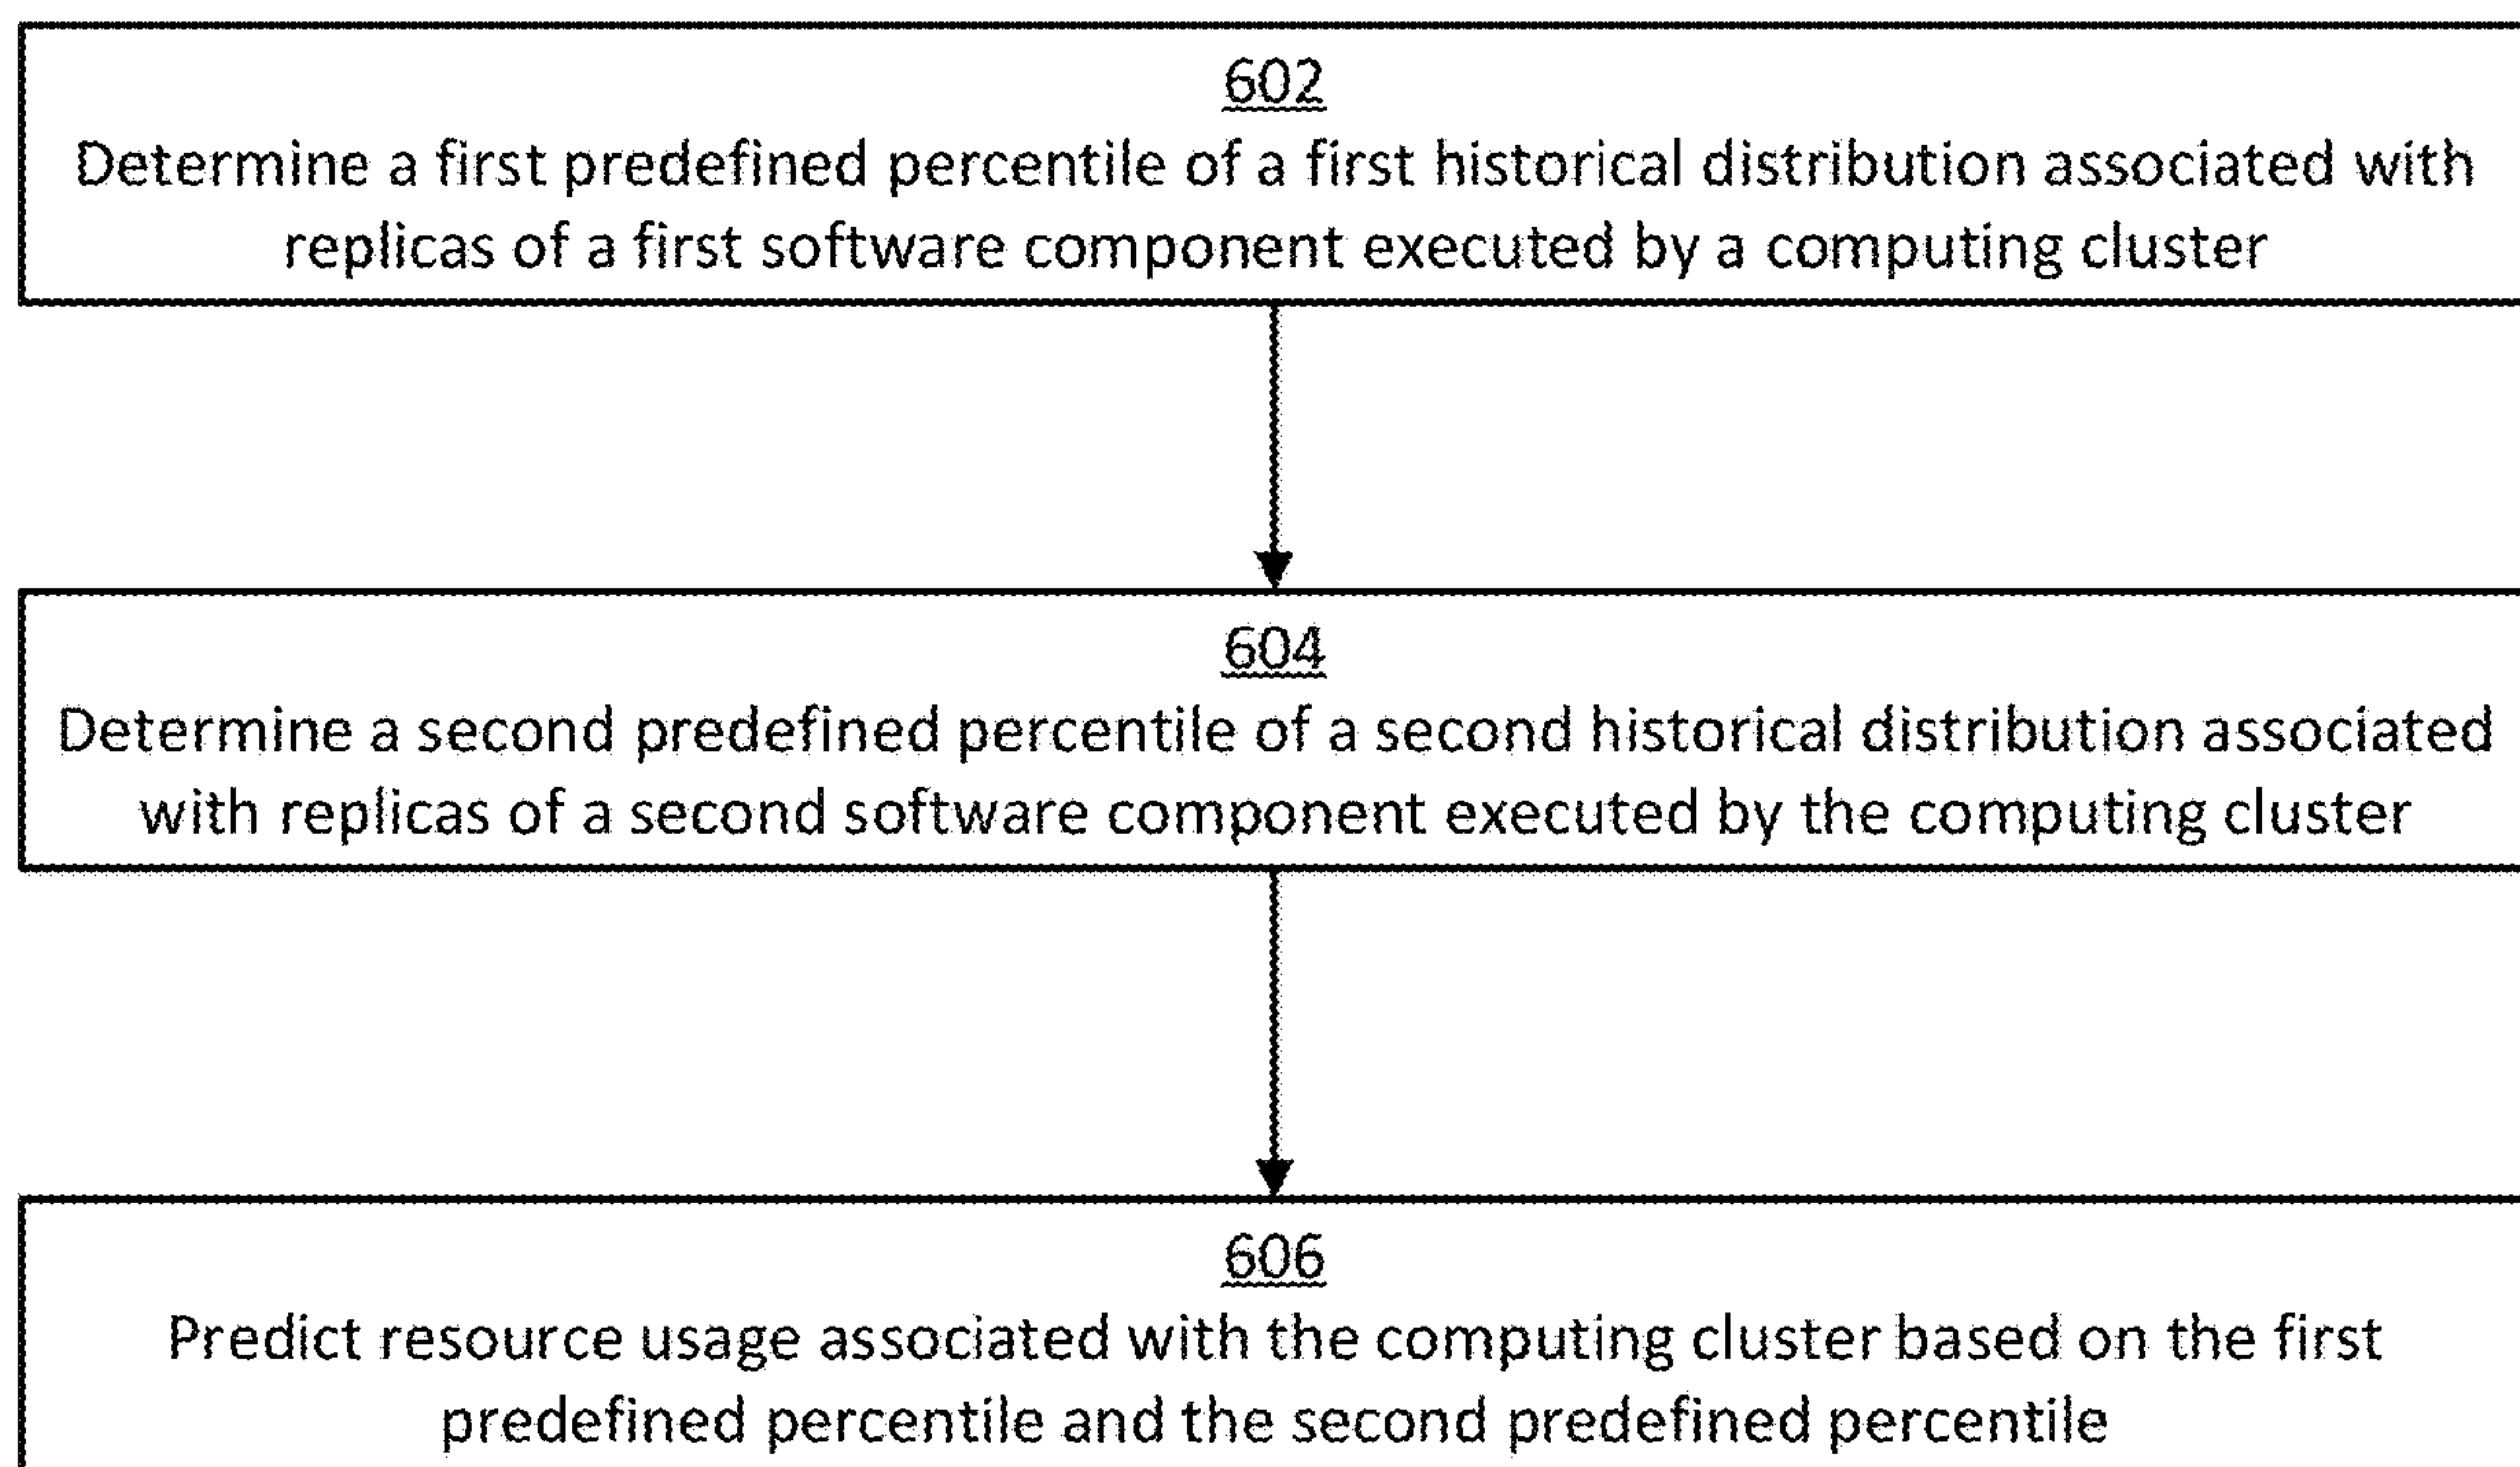 602
Determine a first predefined percentile of a first historical distribution associated with
replicas of a first software component executed by a computing cluster
604
Determine a second predefined percentile of a second historical distribution associated
with replicas of a second software component executed by the computing cluster
606
Predict resource usage associated with the computing cluster based on the first
predefined percentile and the second predefined percentile